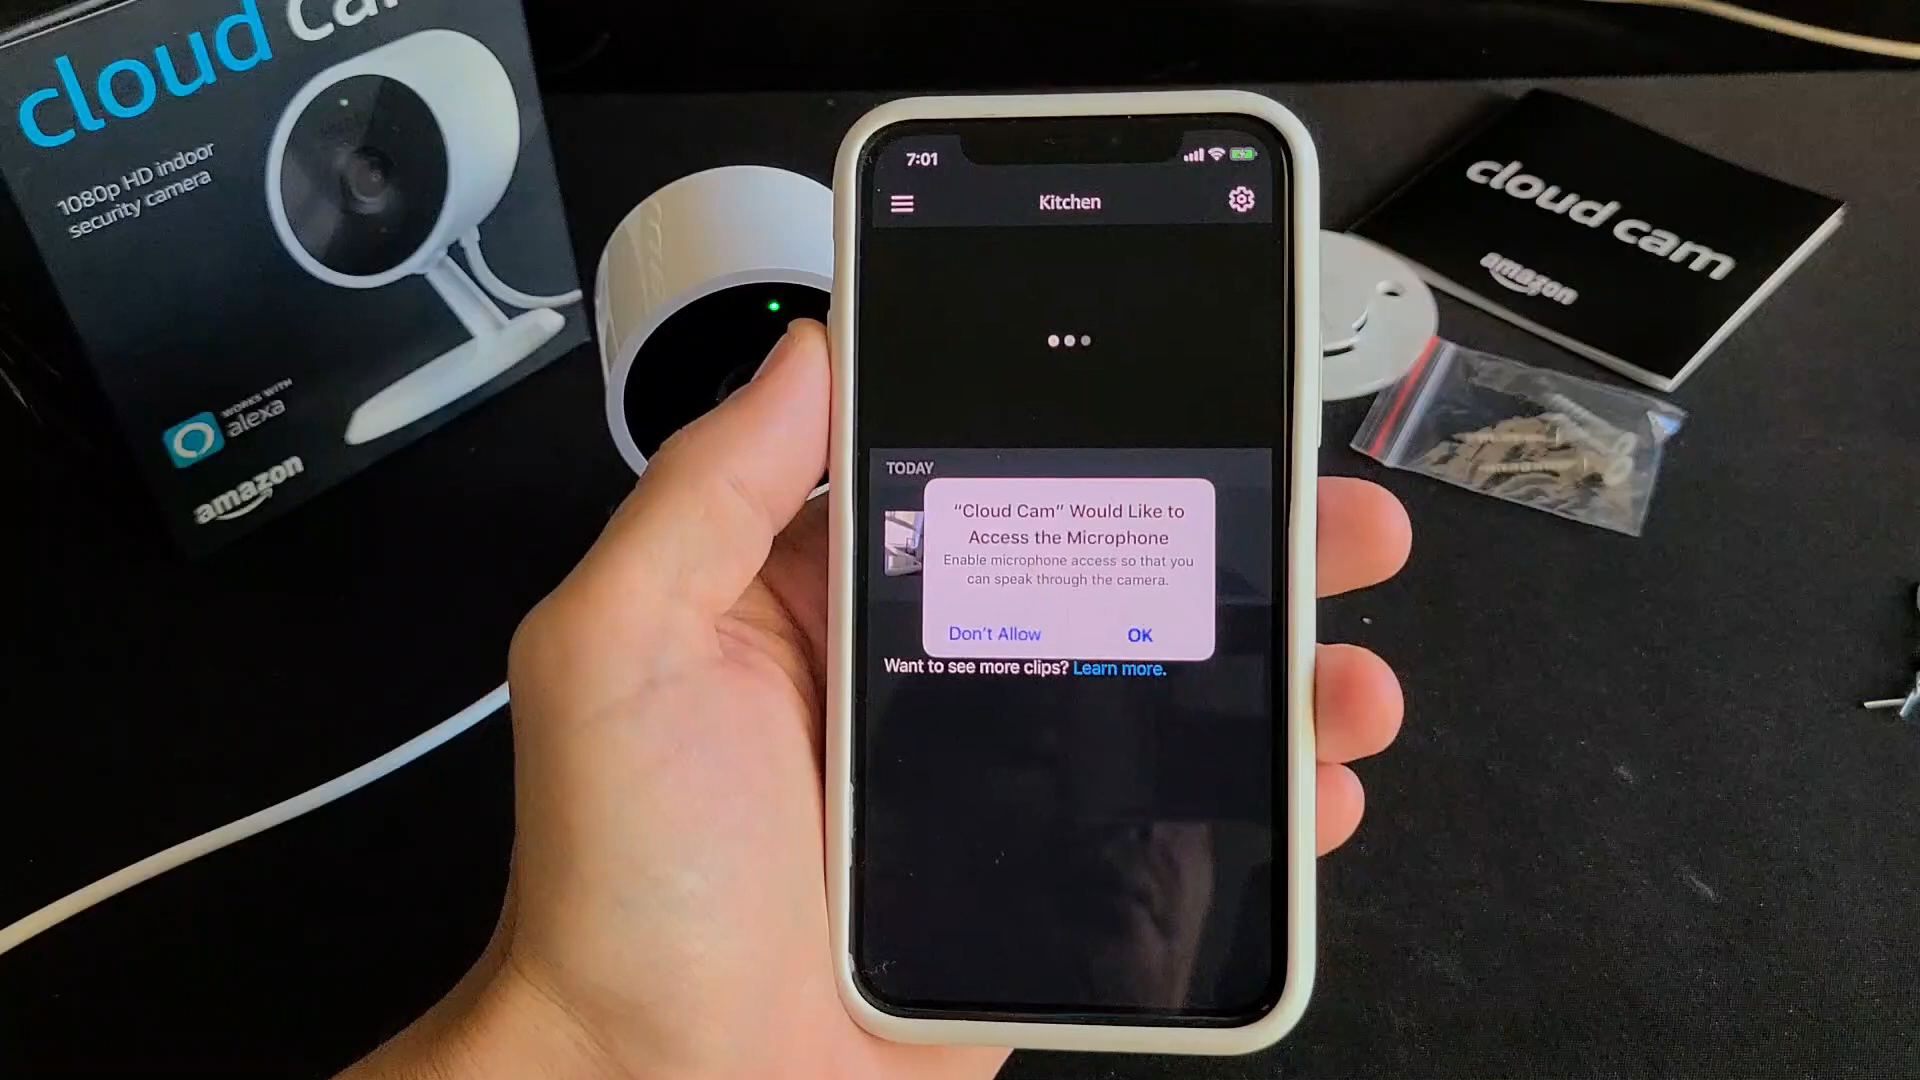 cloud ca
1080p HD indoor
security camera
WORKS WITH
alexa
amazon
7:01
Kitchen
TODAY
“Cloud Cam” Would Like to
Access the Microphone
Enable microphone access so that you
can speak through the camera.
Don’t Allow
OK
Want to see more clips? Learn more.
cloud cam
amazon